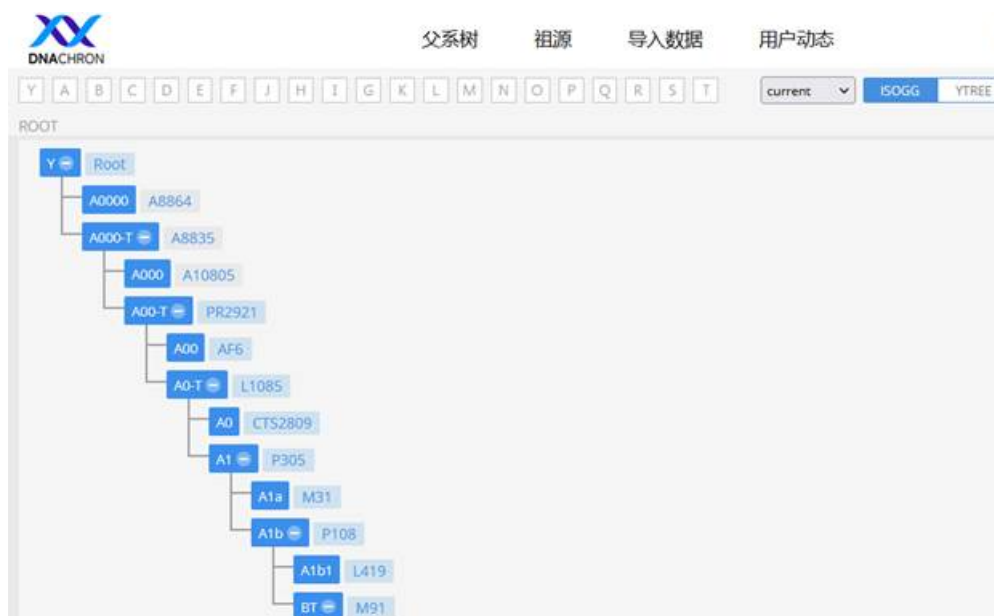 DNACHRON
父系树 祖源 导入数据 用户动态
Y A B C D E F J H I G K L M N O P Q R S T current ISOGG YTREE
ROOT
Y Root
A0000 A8864
A000-T A8835
A000 A10805
A00-T PR2921
A00 AF6
A0-T L1085
A0 CTS2809
A1 P305
A1a M31
A1b P108
A1b1 L419
BT M91